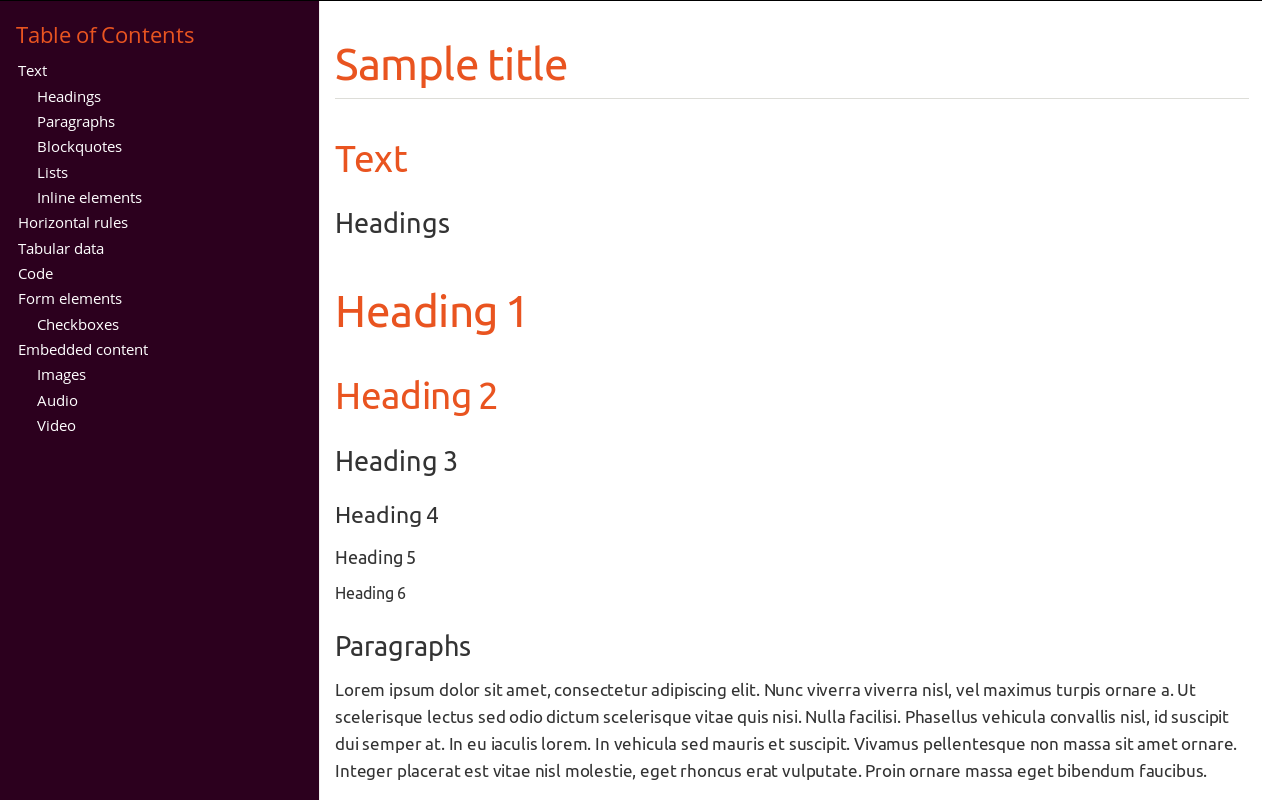 Table of Contents
Text
Headings
Paragraphs
Blockquotes
Lists
Inline elements
Horizontal rules
Tabular data
Code
Form elements
Checkboxes
Embedded content
Images
Audio
Video
Sample title
Text
Headings
Heading 1
Heading 2
Heading 3
Heading 4
Heading 5
Heading 6
Paragraphs
Lorem ipsum dolor sit amet, consectetur adipiscing elit. Nunc viverra viverra nisl, vel maximus turpis ornare a. Ut
scelerisque lectus sed odio dictum scelerisque vitae quis nisi. Nulla facilisi. Phasellus vehicula convallis nisl, id suscipit
dui semper at. In eu iaculis lorem. In vehicula sed mauris et suscipit. Vivamus pellentesque non massa sit amet ornare.
Integer placerat est vitae nisl molestie, eget rhoncus erat vulputate. Proin ornare massa eget bibendum faucibus.